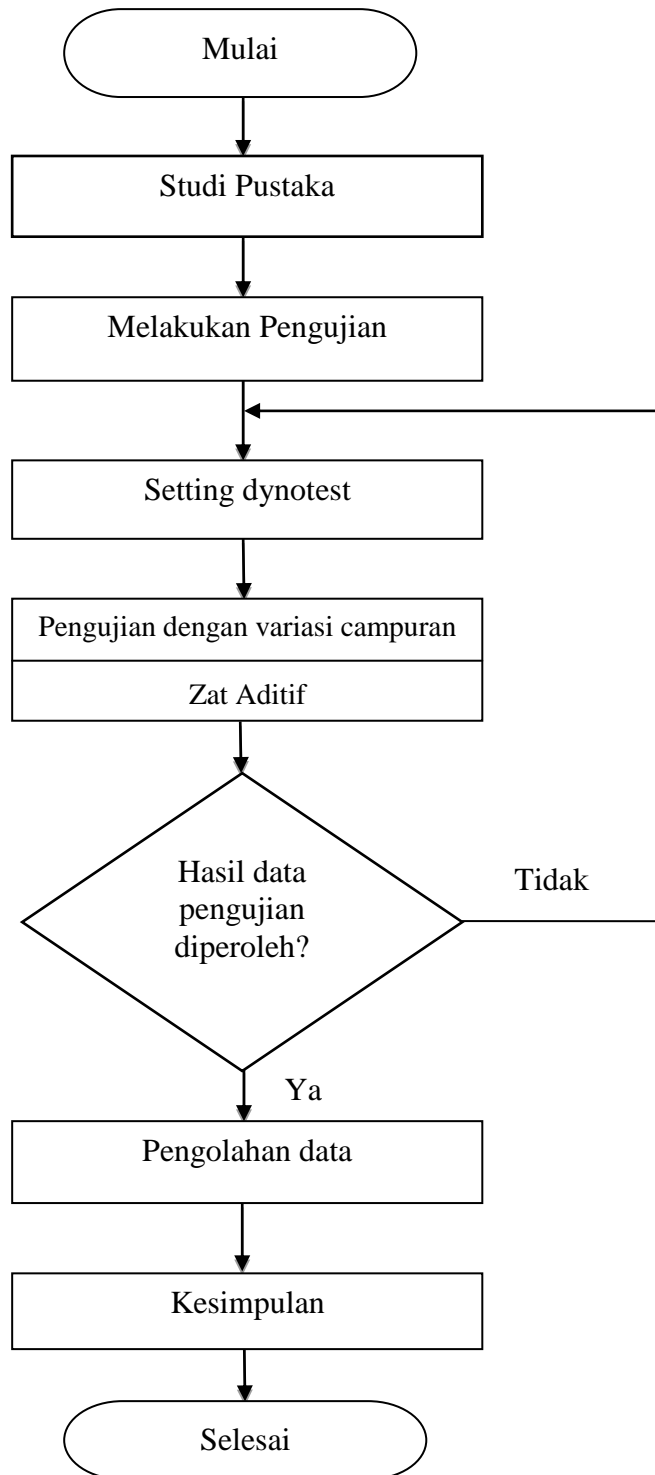 Mulai
Studi Pustaka
Melakukan Pengujian
Setting dynotest
Pengujian dengan variasi campuran
Zat Aditif
Hasil data
pengujian
diperoleh?
Tidak
Ya
Pengolahan data
Kesimpulan
Selesai